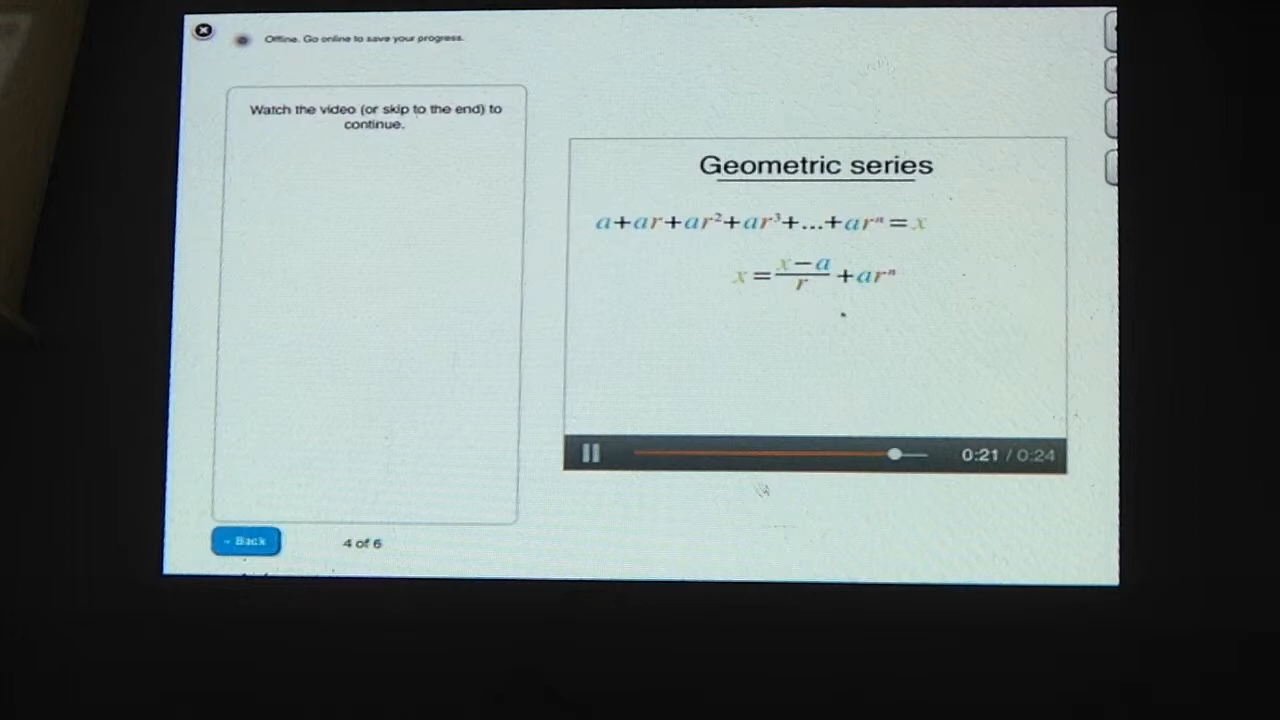 Offline. Go online to save your progress.
Watch the video (or skip to the end) to
continue.
Geometric series
a+ar+ar²+ar³+...+arⁿ=x
x=\frac{x-a}{r}+arⁿ
0:21 / 0:24
Back
4 of 6